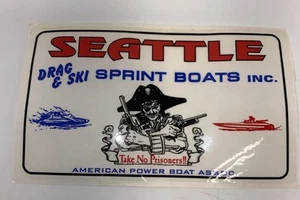 SEATTLE
DRAG & SKI SPRINT BOATS INC.
Take No Prisoners!!
AMERICAN POWER BOAT ASSOC.